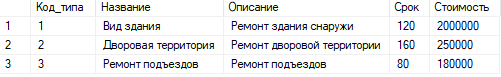 Код_типа Название Описание Срок Стоимость
1 1 Вид здания Ремонт здания снаружи 120 2000000
2 2 Дворовая территория Ремонт дворовой территории 160 250000
3 3 Ремонт подъездов Ремонт подъездов 80 180000